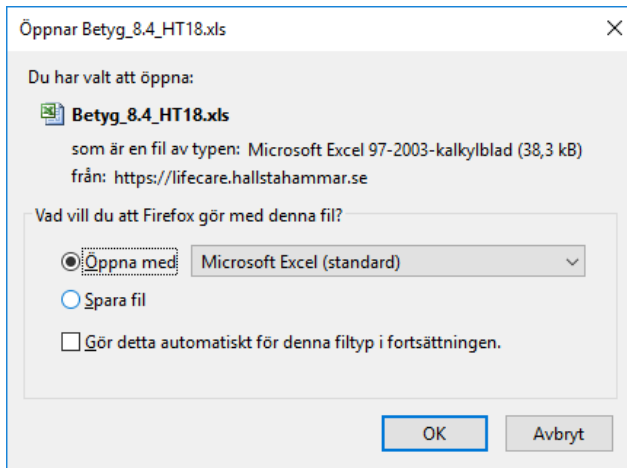 Öppnar Betyg_8.4_HT18.xls
Du har valt att öppna:
Betyg_8.4_HT18.xls
som är en fil av typen: Microsoft Excel 97-2003-kalkylblad (38,3 kB)
från: https://lifecare.hallstahammar.se
Vad vill du att Firefox gör med denna fil?
Öppna med Microsoft Excel (standard)
Spara fil
Gör detta automatiskt för denna filtyp i fortsättningen.
OK Avbryt